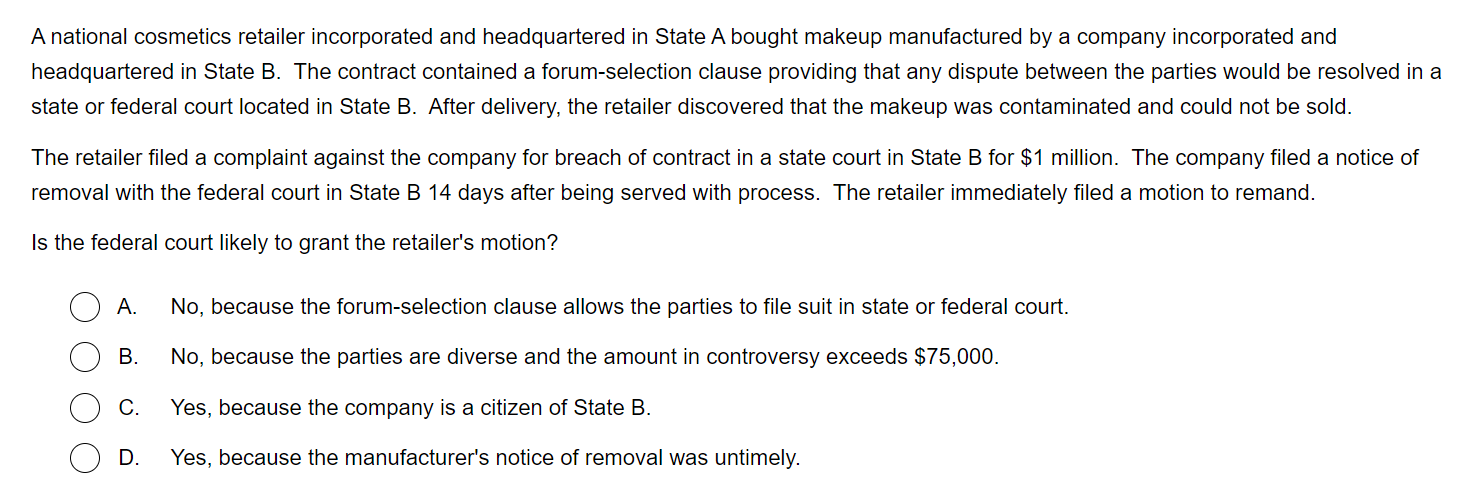 A national cosmetics retailer incorporated and headquartered in State A bought makeup manufactured by a company incorporated and
headquartered in State B. The contract contained a forum-selection clause providing that any dispute between the parties would be resolved in a
state or federal court located in State B. After delivery, the retailer discovered that the makeup was contaminated and could not be sold.
The retailer filed a complaint against the company for breach of contract in a state court in State B for $1 million. The company filed a notice of
removal with the federal court in State B 14 days after being served with process. The retailer immediately filed a motion to remand.
Is the federal court likely to grant the retailer's motion?
A. No, because the forum-selection clause allows the parties to file suit in state or federal court.
B. No, because the parties are diverse and the amount in controversy exceeds $75,000.
C. Yes, because the company is a citizen of State B.
D. Yes, because the manufacturer's notice of removal was untimely.